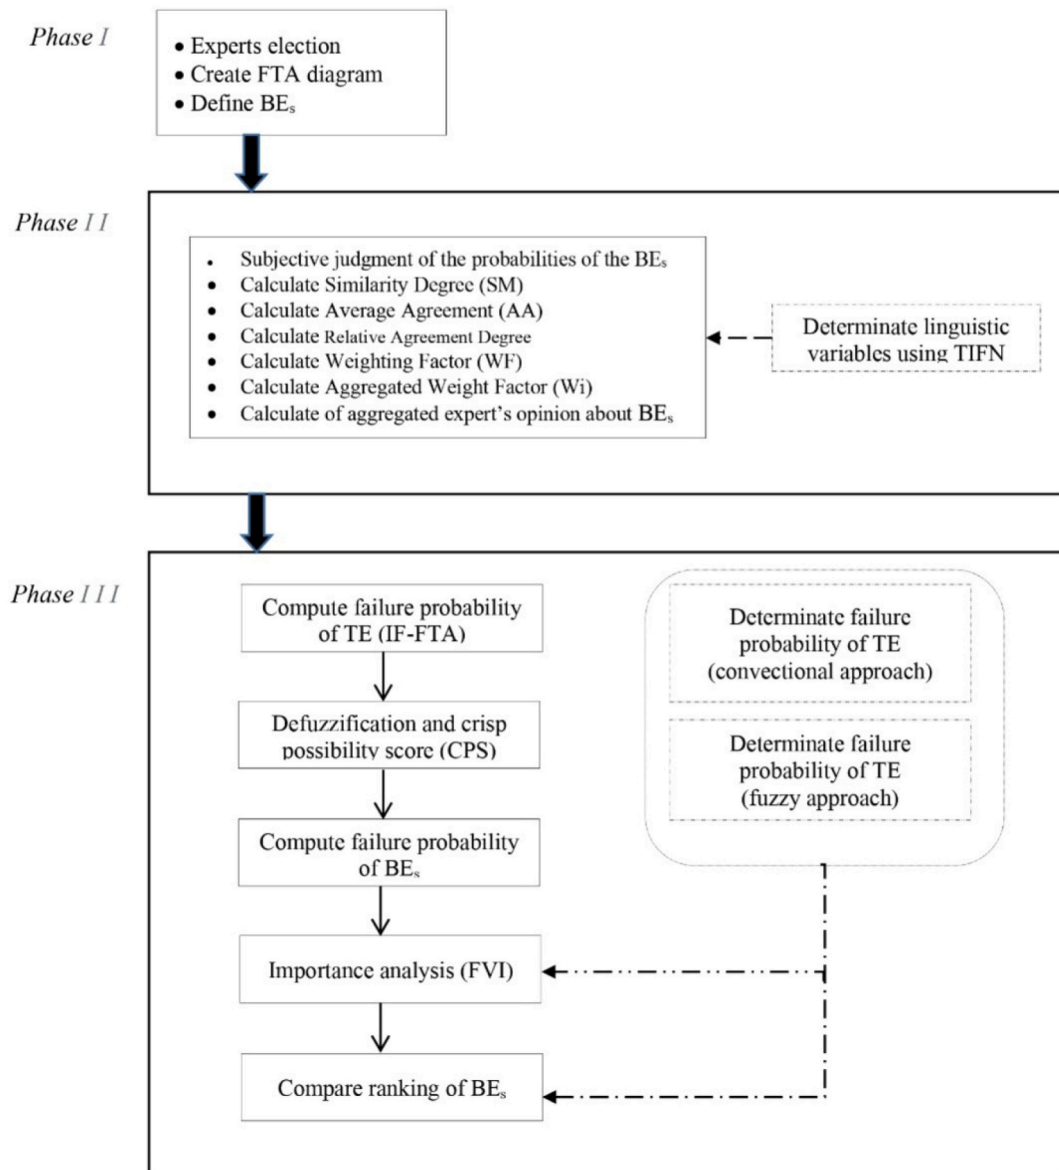 Phase I
• Experts election
• Create FTA diagram
• Define BEs
Phase II
• Subjective judgment of the probabilities of the BEs
• Calculate Similarity Degree (SM)
• Calculate Average Agreement (AA)
• Calculate Relative Agreement Degree
• Calculate Weighting Factor (WF)
• Calculate Aggregated Weight Factor (Wi)
• Calculate of aggregated expert's opinion about BEs
Determinate linguistic
variables using TIFN
Phase III
Compute failure probability
of TE (IF-FTA)
Defuzzification and crisp
possibility score (CPS)
Compute failure probability
of BEs
Importance analysis (FVI)
Compare ranking of BEs
Determinate failure
probability of TE
(convectional approach)
Determinate failure
probability of TE
(fuzzy approach)